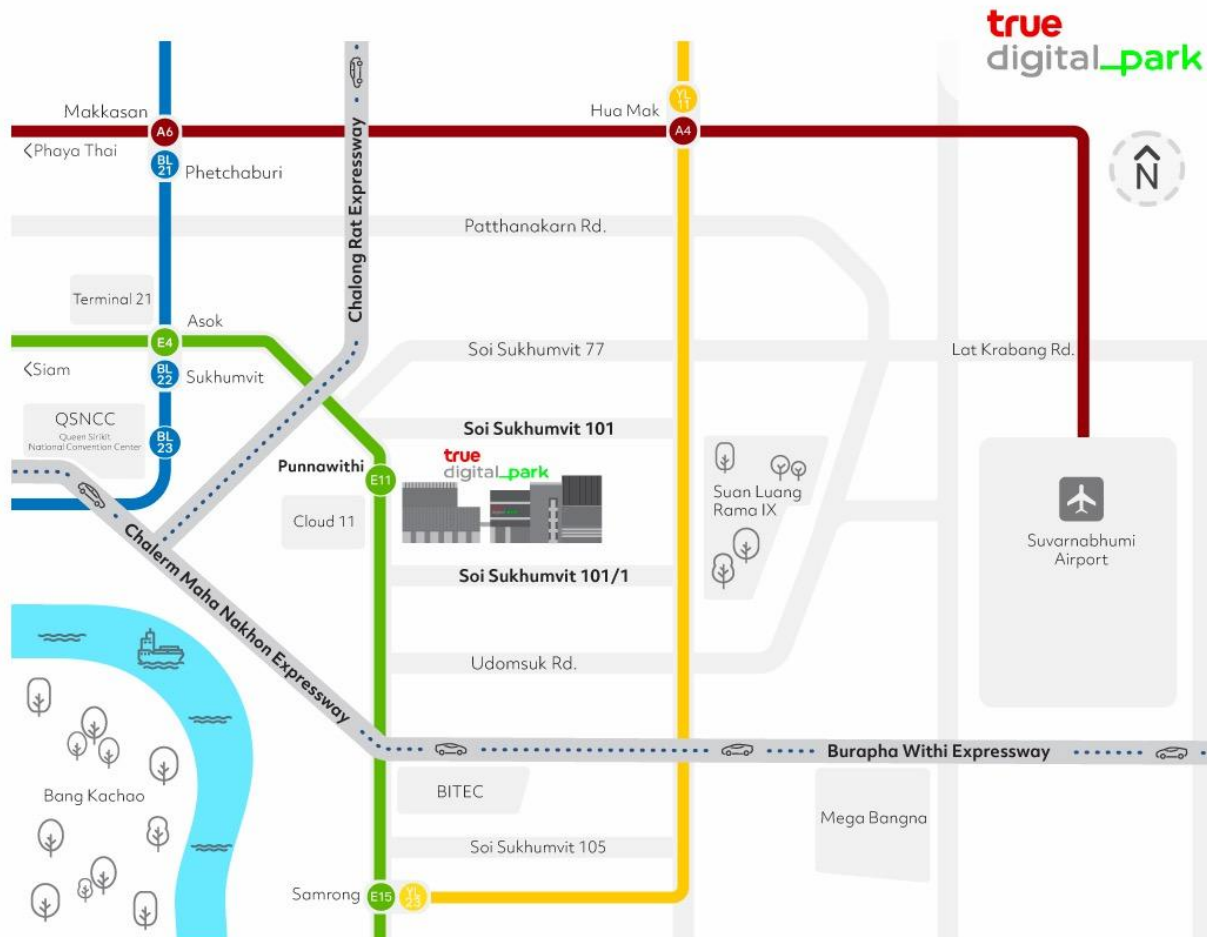 true
digital_park
Makkasan
A6
Hua Mak
YL
11
A4
<Phaya Thai
BL
21
Phetchaburi
Chalong Rat Expressway
N
Patthanakarn Rd.
Terminal 21
Asok
E4
<Siam
BL
22
Sukhumvit
Soi Sukhumvit 77
Lat Krabang Rd.
QSNCC
Queen Sirikit
National Convention Center
BL
23
Soi Sukhumvit 101
Punnawithi
E11
true
digital_park
Suan Luang
Rama IX
Cloud 11
Suvarnabhumi
Airport
Chalerm Maha Nakhon Expressway
Soi Sukhumvit 101/1
Udomsuk Rd.
Burapha Withi Expressway
Bang Kachao
BITEC
Mega Bangna
Soi Sukhumvit 105
Samrong
E15
YL
23